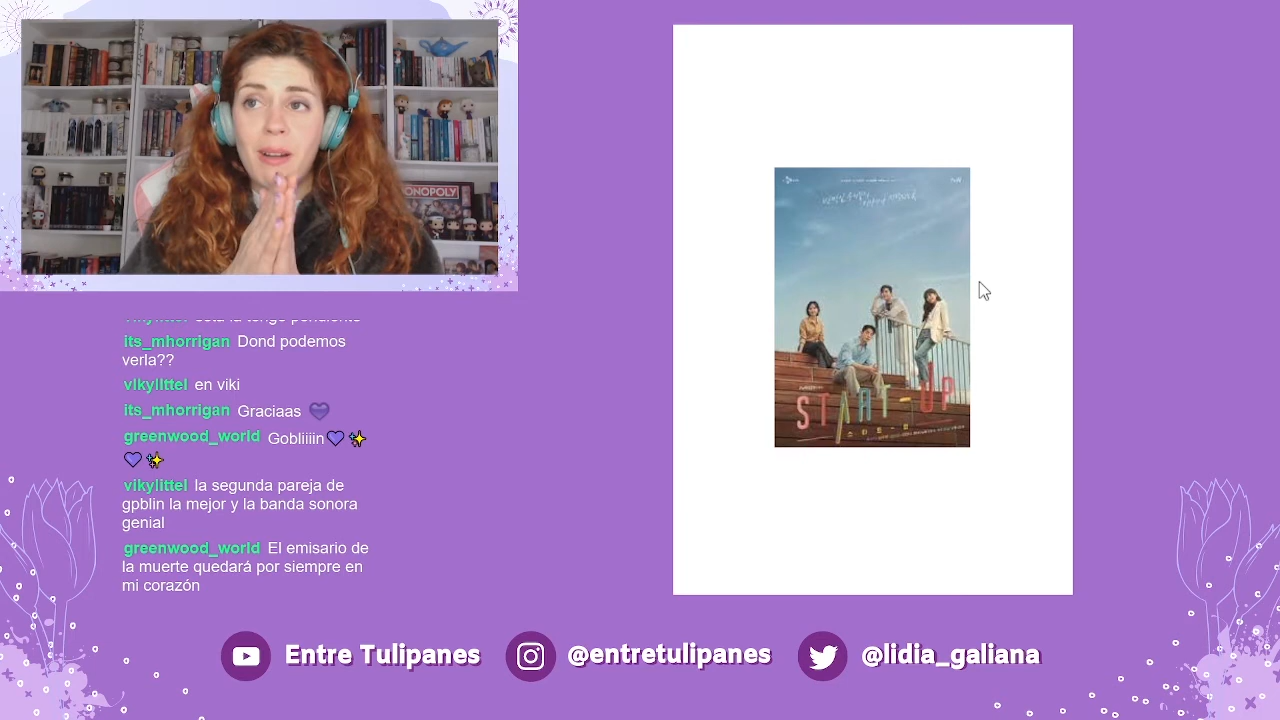 MONOPOLY
its_mhorrigan Dond podemos
verla??
vikylittel en viki
its_mhorrigan Graciaas
greenwood_world Gobliiiin
vikylittel la segunda pareja de
gpblin la mejor y la banda sonora
genial
greenwood_world El emisario de
la muerte quedará por siempre en
mi corazón
START-UP
Entre Tulipanes
@entretulipanes
@lidia_galiana